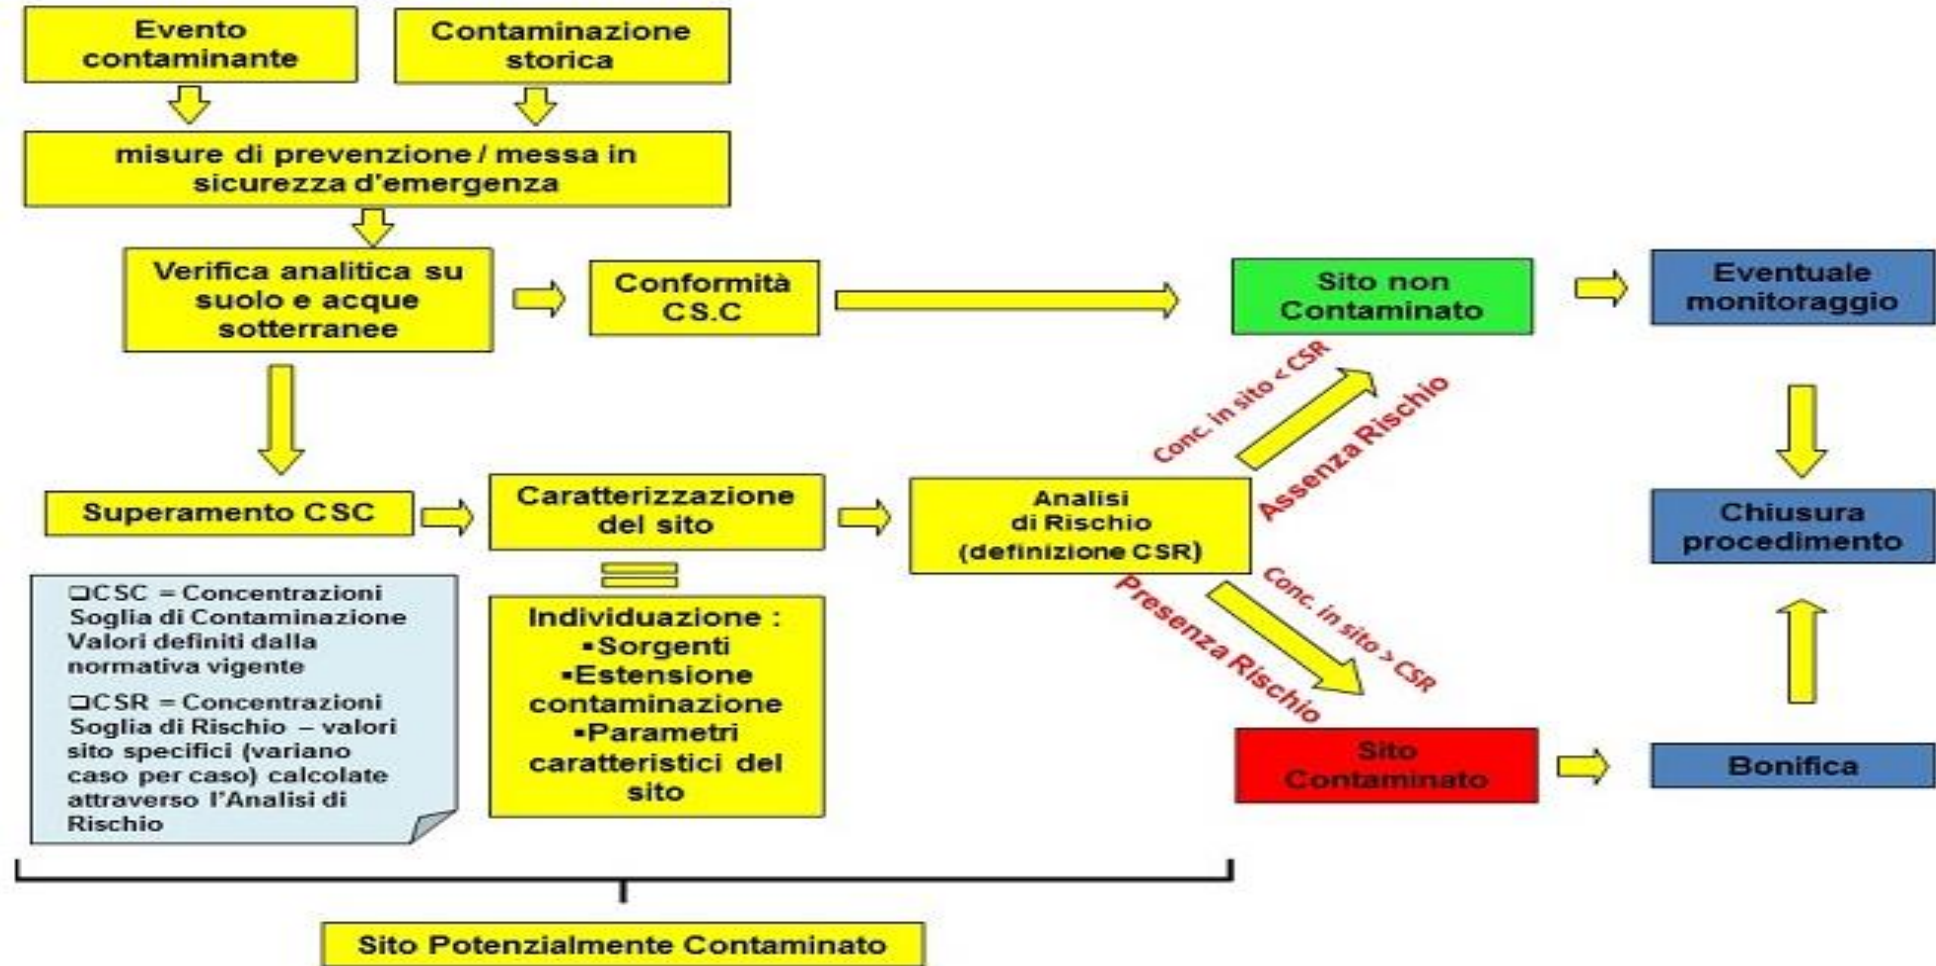 Evento
contaminante
Contaminazione
storica
misure di prevenzione / messa in
sicurezza d'emergenza
Verifica analitica su
suolo e acque
sotterranee
Conformità
CS.C
Sito non
Contaminato
Eventuale
monitoraggio
Conc. in sito < CSR
Assenza Rischio
Superamento CSC
Caratterizzazione
del sito
Analisi
di Rischio
(definizione CSR)
Chiusura
procedimento
Conc. in sito > CSR
Presenza Rischio
❑CSC = Concentrazioni
Soglia di Contaminazione
Valori definiti dalla
normativa vigente
❑CSR = Concentrazioni
Soglia di Rischio – valori
sito specifici (variano
caso per caso) calcolate
attraverso l'Analisi di
Rischio
Individuazione :
▪Sorgenti
▪Estensione
contaminazione
▪Parametri
caratteristici del
sito
Sito
Contaminato
Bonifica
Sito Potenzialmente Contaminato